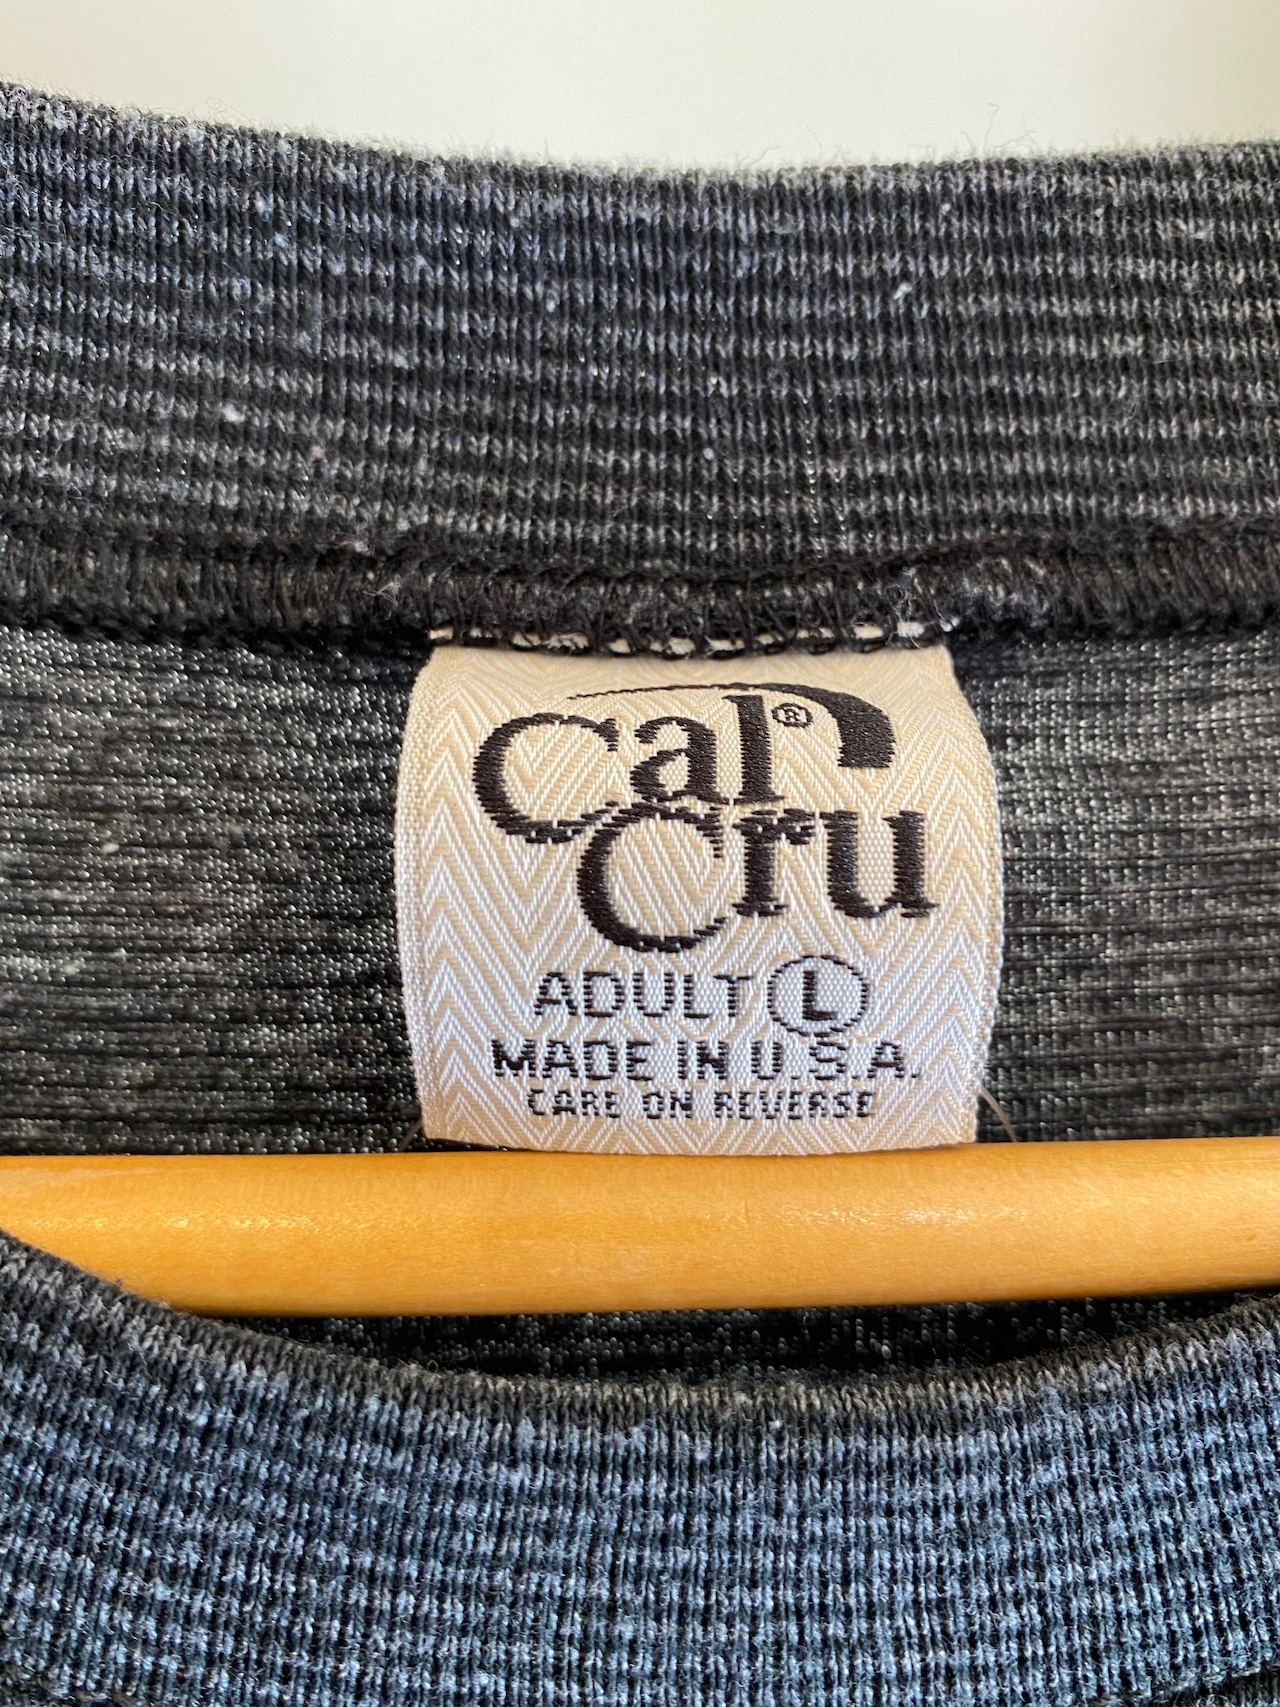 Cal®
Cru
ADULT L
MADE IN U.S.A.
CARE ON REVERSE